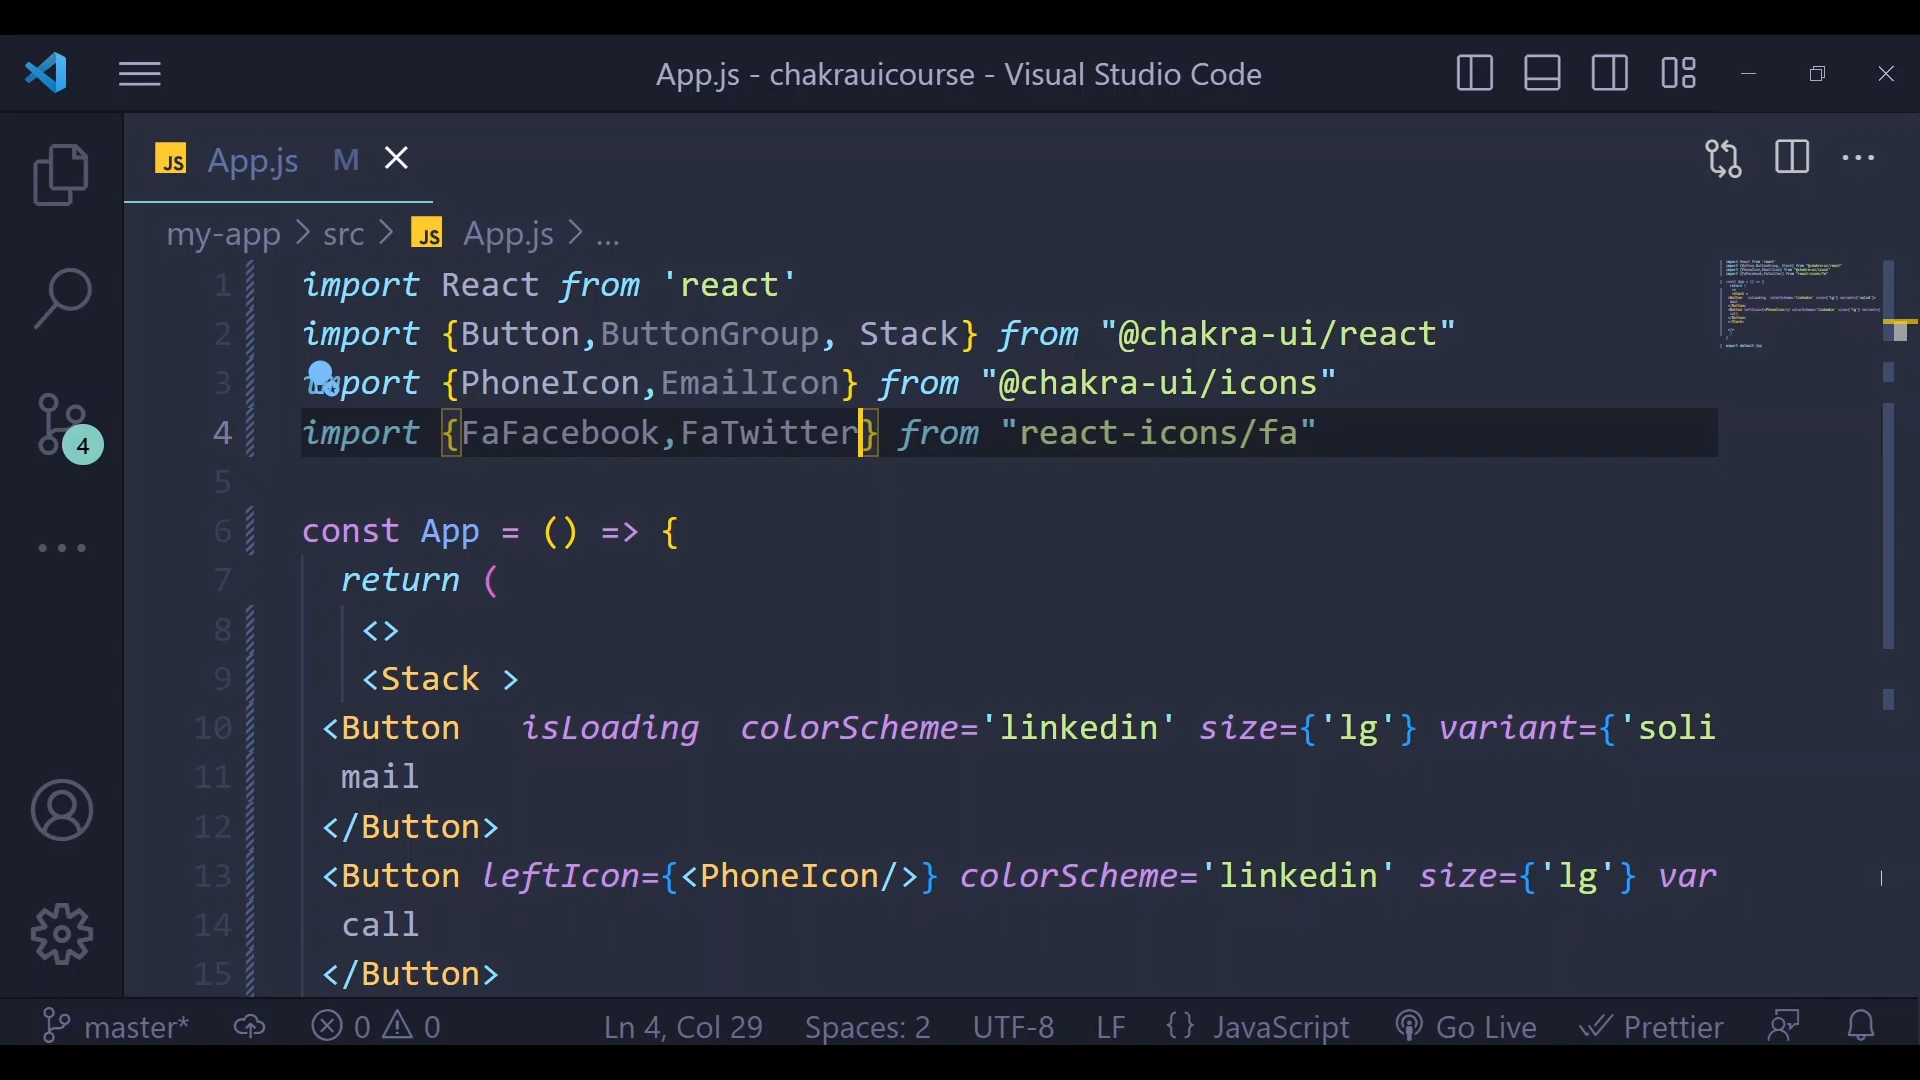 App.js - chakrauicourse - Visual Studio Code
JS App.js M
my-app > src > JS App.js > ...
1 import React from 'react'
2 import {Button,ButtonGroup, Stack} from "@chakra-ui/react"
3 import {PhoneIcon,EmailIcon} from "@chakra-ui/icons"
4 import {FaFacebook,FaTwitter} from "react-icons/fa"
5
6 const App = () => {
7 return (
8 <>
9 <Stack >
10 <Button isLoading colorScheme='linkedin' size={'lg'} variant={'soli
11 mail
12 </Button>
13 <Button leftIcon={<PhoneIcon/>} colorScheme='linkedin' size={'lg'} var
14 call
15 </Button>
4
master* 0 0 Ln 4, Col 29 Spaces: 2 UTF-8 LF {} JavaScript Go Live Prettier